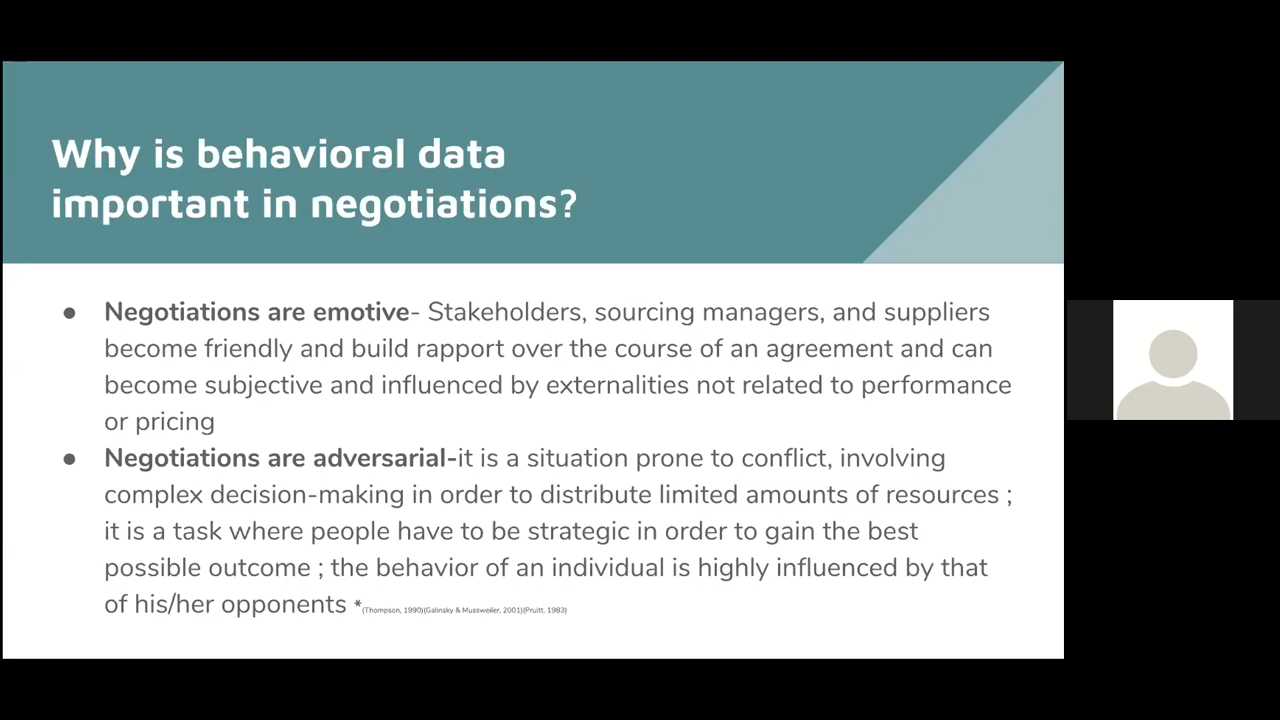 Why is behavioral data
important in negotiations?
● Negotiations are emotive- Stakeholders, sourcing managers, and suppliers
become friendly and build rapport over the course of an agreement and can
become subjective and influenced by externalities not related to performance
or pricing
● Negotiations are adversarial-it is a situation prone to conflict, involving
complex decision-making in order to distribute limited amounts of resources ;
it is a task where people have to be strategic in order to gain the best
possible outcome ; the behavior of an individual is highly influenced by that
of his/her opponents *(Thompson, 1990)(Galinsky & Mussweiler, 2001)(Pruitt, 1983)